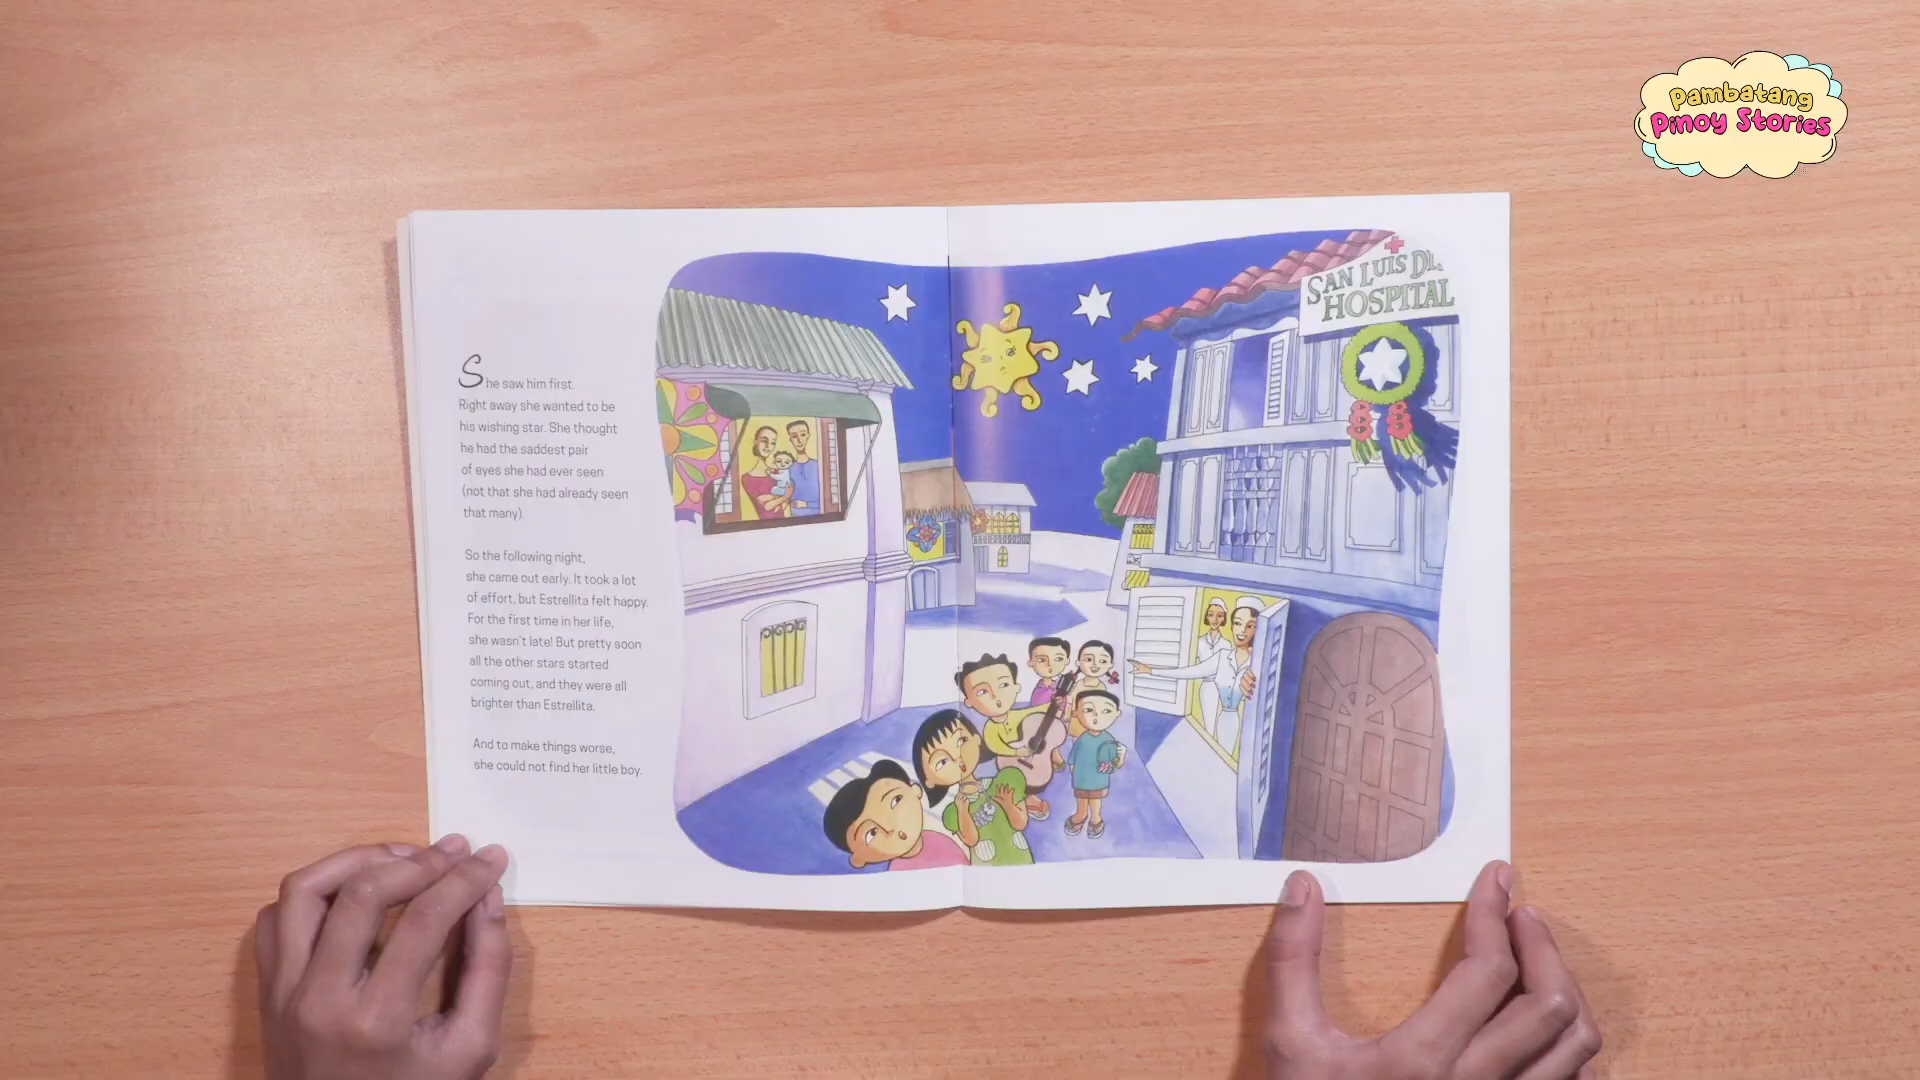 She saw him first.
Right away she wanted to be
his wishing star. She thought
he had the saddest pair
of eyes she had ever seen
(not that she had already seen
that many).
So the following night,
she came out early. It took a lot
of effort, but Estrellita felt happy.
For the first time in her life,
she wasn't late! But pretty soon
all the other stars started
coming out, and they were all
brighter than Estrellita.
And to make things worse,
she could not find her little boy.
SAN LUIS DI.
HOSPITAL
Pambatang
Pinoy Stories